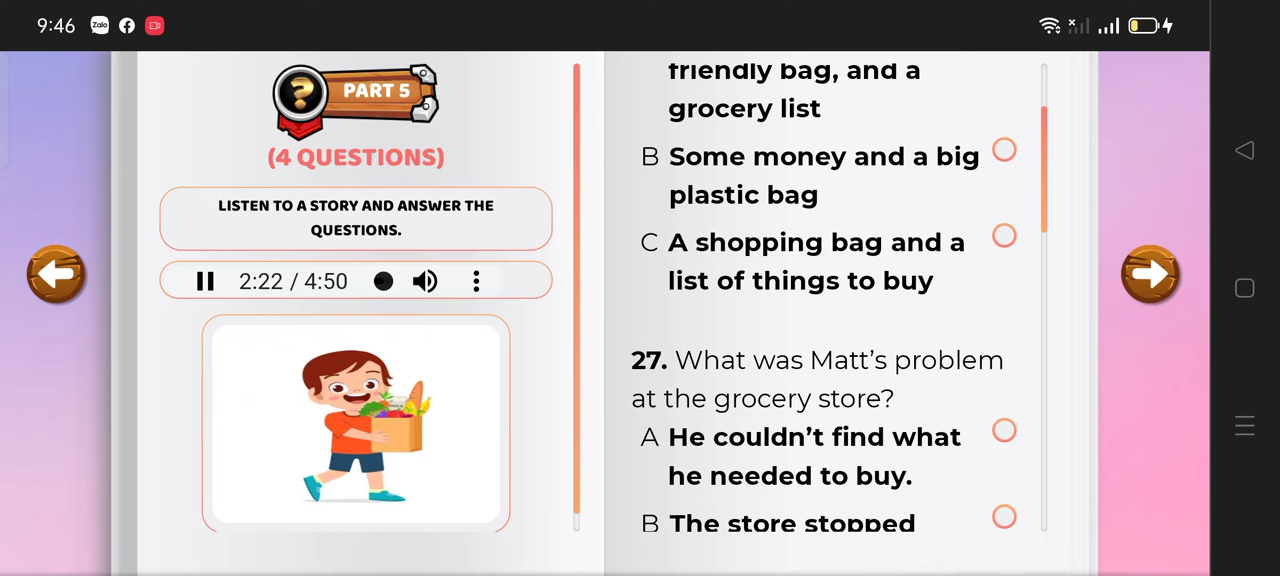 9:46 Zalo
PART 5
(4 QUESTIONS)
LISTEN TO A STORY AND ANSWER THE
QUESTIONS.
2:22 / 4:50
friendly bag, and a
grocery list
B Some money and a big
plastic bag
C A shopping bag and a
list of things to buy
27. What was Matt's problem
at the grocery store?
A He couldn't find what
he needed to buy.
B The store stopped